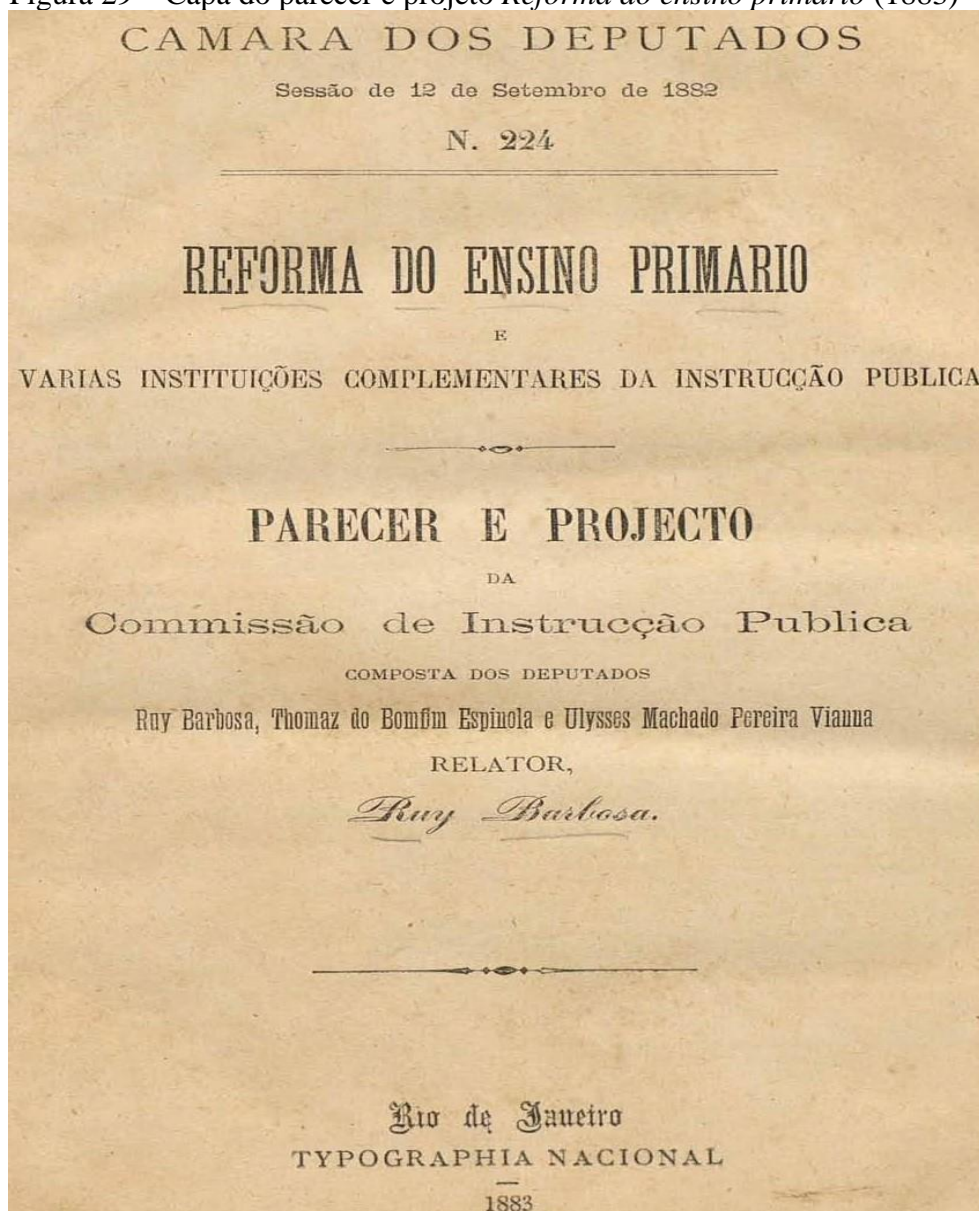 Figura 29 – Capa do parecer e projeto Reforma do ensino primário (1883)
CAMARA DOS DEPUTADOS
Sessão de 12 de Setembro de 1882
N. 224
REFORMA DO ENSINO PRIMARIO
E
VARIAS INSTITUIÇÕES COMPLEMENTARES DA INSTRUCÇÃO PUBLICA
PARECER E PROJECTO
DA
Commissão de Instrucção Publica
COMPOSTA DOS DEPUTADOS
Ruy Barbosa, Thomaz do Bomfim Espinola e Ulysses Machado Pereira Vianna
RELATOR,
Ruy Barbosa.
Rio de Janeiro
TYPOGRAPHIA NACIONAL
1883